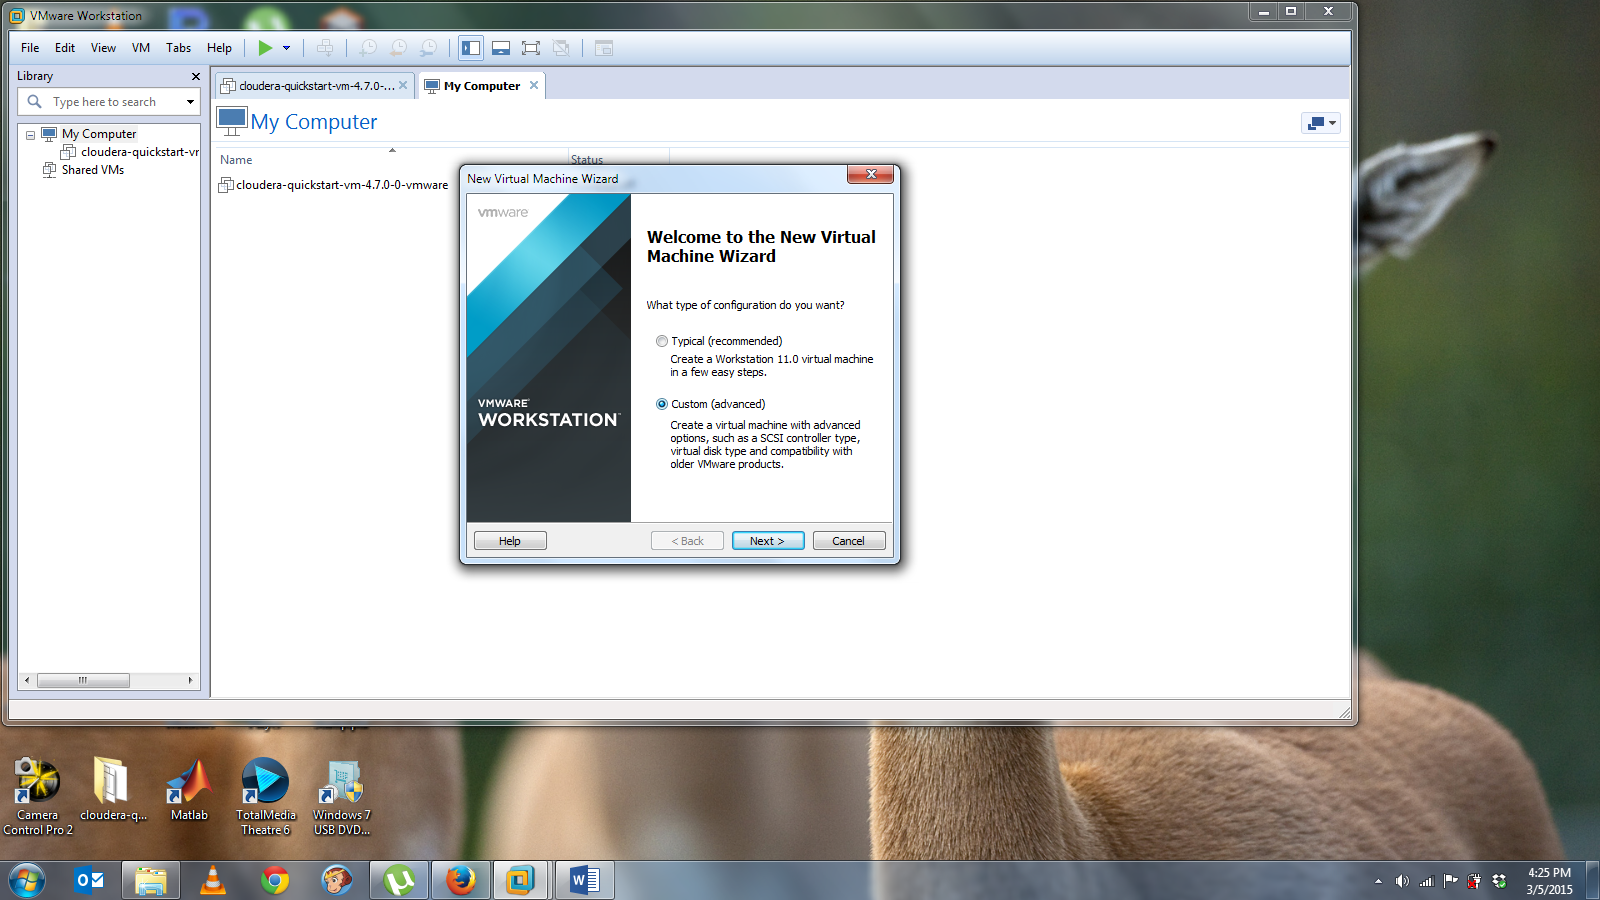 VMware Workstation
File Edit View VM Tabs Help
Library
Type here to search
My Computer
cloudera-quickstart-vr
Shared VMs
cloudera-quickstart-vm-4.7.0-...
My Computer
My Computer
Name Status
cloudera-quickstart-vm-4.7.0-0-vmware
New Virtual Machine Wizard
vmware
VMWARE
WORKSTATION™
Welcome to the New Virtual
Machine Wizard
What type of configuration do you want?
Typical (recommended)
Create a Workstation 11.0 virtual machine
in a few easy steps.
Custom (advanced)
Create a virtual machine with advanced
options, such as a SCSI controller type,
virtual disk type and compatibility with
older VMware products.
Help < Back Next > Cancel
Camera
Control Pro 2
cloudera-q...
Matlab
TotalMedia
Theatre 6
Windows 7
USB DVD...
4:25 PM
3/5/2015